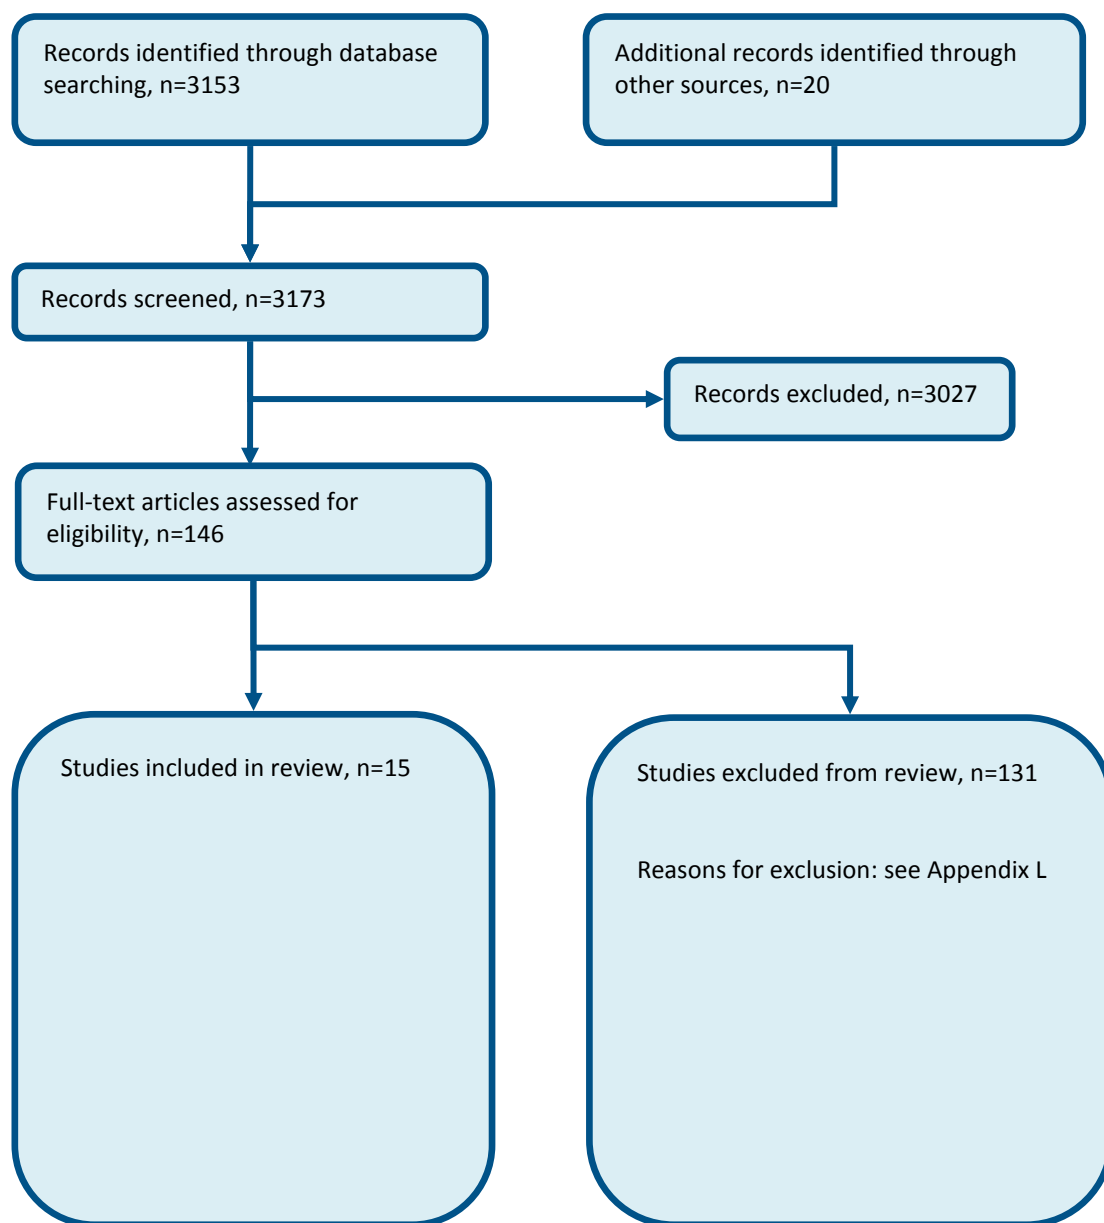 Records identified through database
searching, n=3153
Additional records identified through
other sources, n=20
Records screened, n=3173
Records excluded, n=3027
Full-text articles assessed for
eligibility, n=146
Studies included in review, n=15
Studies excluded from review, n=131
Reasons for exclusion: see Appendix L